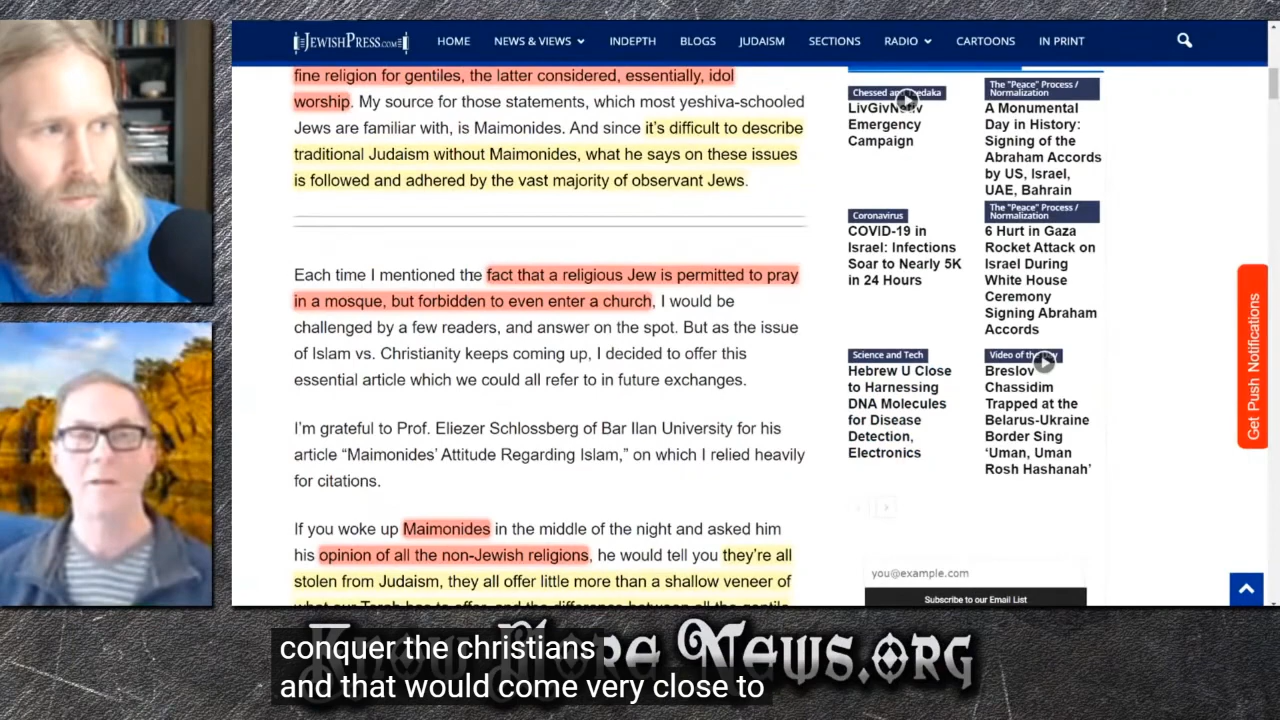 JEWISHPRESS.COM
HOME
NEWS & VIEWS
INDEPTH
BLOGS
JUDAISM
SECTIONS
RADIO
CARTOONS
IN PRINT
fine religion for gentiles, the latter considered, essentially, idol
worship. My source for those statements, which most yeshiva-schooled
Jews are familiar with, is Maimonides. And since it's difficult to describe
traditional Judaism without Maimonides, what he says on these issues
is followed and adhered by the vast majority of observant Jews.
Each time I mentioned the fact that a religious Jew is permitted to pray
in a mosque, but forbidden to even enter a church, I would be
challenged by a few readers, and answer on the spot. But as the issue
of Islam vs. Christianity keeps coming up, I decided to offer this
essential article which we could all refer to in future exchanges.
I'm grateful to Prof. Eliezer Schlossberg of Bar Ilan University for his
article “Maimonides' Attitude Regarding Islam,” on which I relied heavily
for citations.
If you woke up Maimonides in the middle of the night and asked him
his opinion of all the non-Jewish religions, he would tell you they're all
stolen from Judaism, they all offer little more than a shallow veneer of
Chessed and
LivGivNetiv
Emergency
Campaign
The "Peace" Process /
Normalization
A Monumental
Day in History:
Signing of the
Abraham Accords
by US, Israel,
UAE, Bahrain
Coronavirus
COVID-19 in
Israel: Infections
Soar to Nearly 5K
in 24 Hours
The "Peace" Process /
Normalization
6 Hurt in Gaza
Rocket Attack on
Israel During
White House
Ceremony
Signing Abraham
Accords
Science and Tech
Hebrew U Close
to Harnessing
DNA Molecules
for Disease
Detection,
Electronics
Video of the Day
Breslov
Chassidim
Trapped at the
Belarus-Ukraine
Border Sing
‘Uman, Uman
Rosh Hashanah’
you@example.com
Subscribe to our Email List
Get Push Notifications
Know More News.org
conquer the christians
and that would come very close to